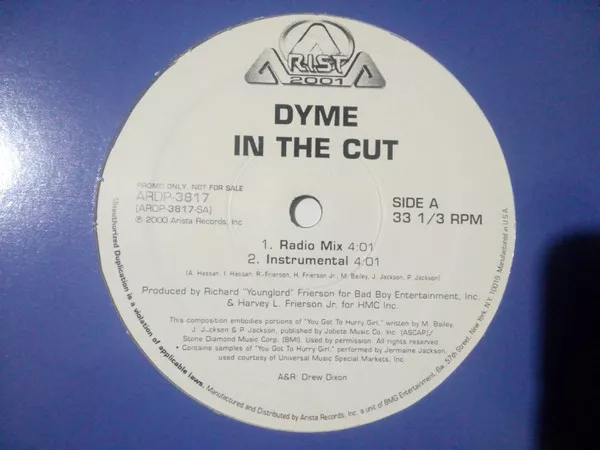 ARISTA
2001
DYME
IN THE CUT
PROMO ONLY, NOT FOR SALE
ARDP-3817
[ARDP-3817-SA]
℗ 2000 Arista Records, Inc
SIDE A
33 1/3 RPM
1. Radio Mix 4:01
2. Instrumental 4:01
(A. Hassan, I. Hassan, R. Frierson, H. Frierson Jr., M. Bailey, J. Jackson, P. Jackson)
Produced by Richard "Younglord" Frierson for Bad Boy Entertainment, Inc.
& Harvey L. Frierson Jr. for HMC Inc.
This composition embodies portions of "You Got To Hurry Girl," written by M. Bailey,
J. Jackson & P. Jackson, published by Jobete Music Co. Inc. (ASCAP)/
Stone Diamond Music Corp. (BMI). Used by permission. All rights reserved.
• Contains samples of "You Got To Hurry Girl," performed by Jermaine Jackson,
used courtesy of Universal Music Special Markets, Inc.
A&R: Drew Dixon
Unauthorized Duplication is a violation of applicable laws. Manufactured and Distributed by Arista Records, Inc. a unit of BMG Entertainment, 6w. 57th Street, New York, N.Y. 10019. Manufactured in U.S.A.